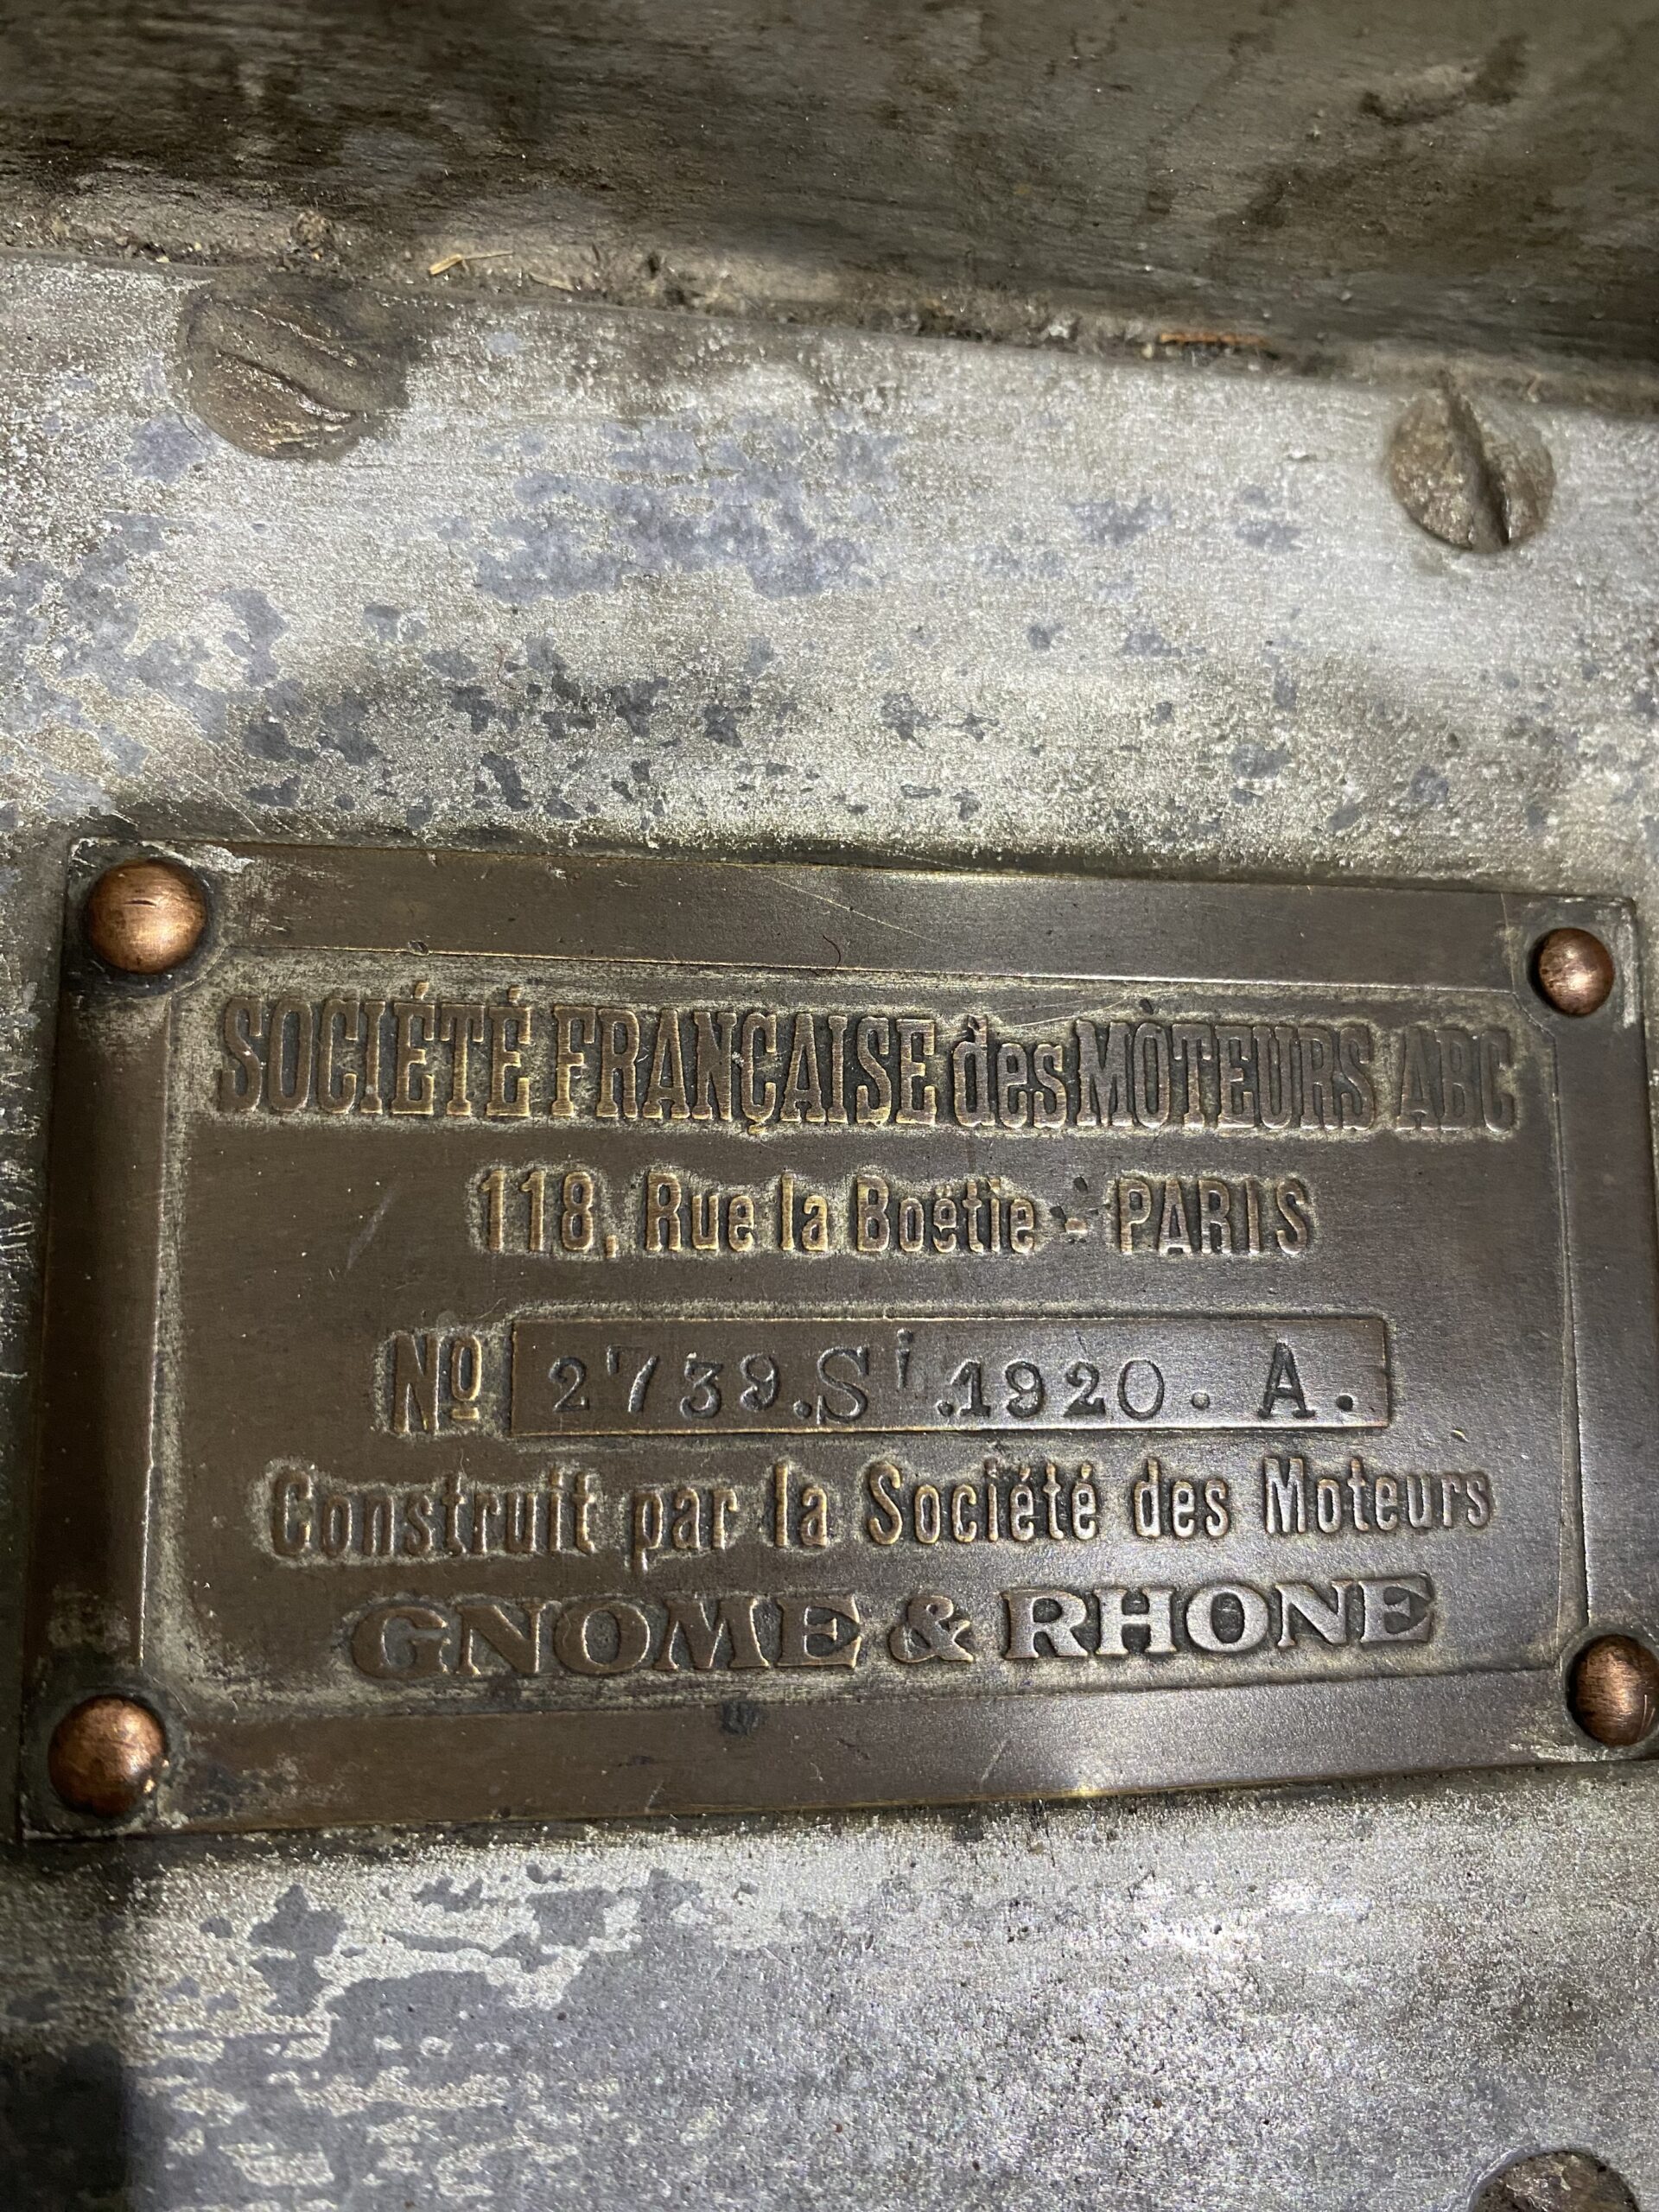 SOCIÉTÉ FRANÇAISE des MOTEURS ABC
118, Rue la Boëtie - PARIS
Nº 2739.Si.1920. A.
Construit par la Société des Moteurs
GNOME & RHONE